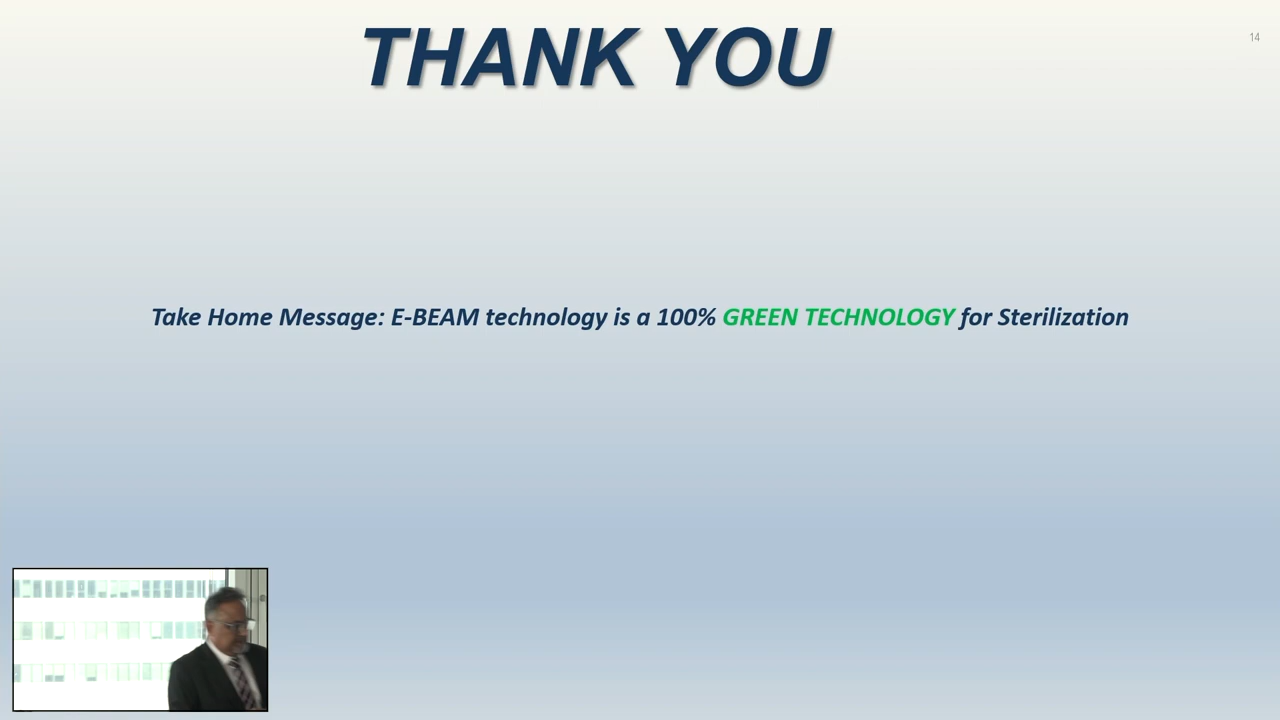 THANK YOU
14
Take Home Message: E-BEAM technology is a 100% GREEN TECHNOLOGY for Sterilization